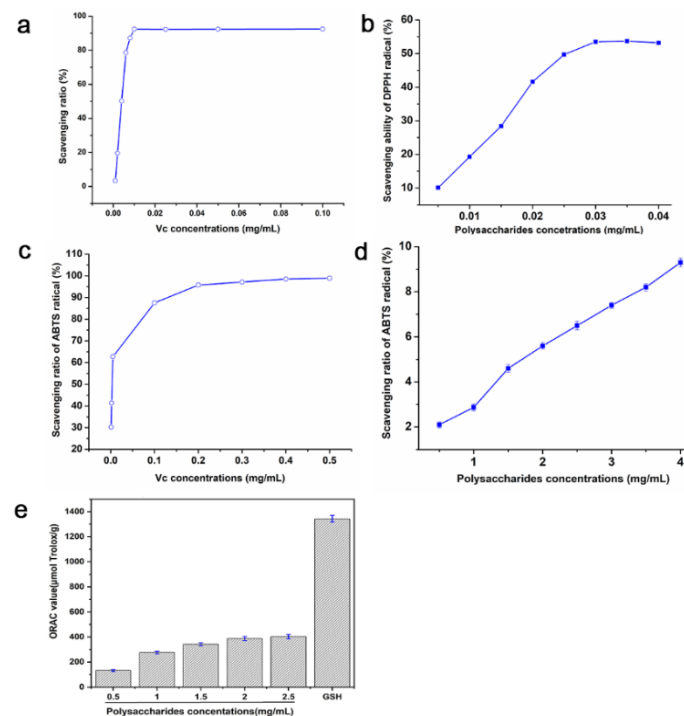 a
100
80
60
40
20
0
Scavenging ratio (%)
0.00 0.02 0.04 0.06 0.08 0.10
Vc concentrations (mg/mL)
b
60
50
40
30
20
10
Scavenging ability of DPPH radical (%)
0.01 0.02 0.03 0.04
Polysaccharides concetrations (mg/mL)
c
110
100
90
80
70
60
50
40
30
20
Scavenging ratio of ABTS ratical (%)
0.0 0.1 0.2 0.3 0.4 0.5
Vc concentrations (mg/mL)
d
10
8
6
4
2
Scavenging ratio of ABTS radical (%)
1 2 3 4
Polysaccharides concentrations (mg/mL)
e
1400
1200
1000
800
600
400
200
0
ORAC value(μmol Trolox/g)
0.5 1 1.5 2 2.5 GSH
Polysaccharides concentations(mg/mL)